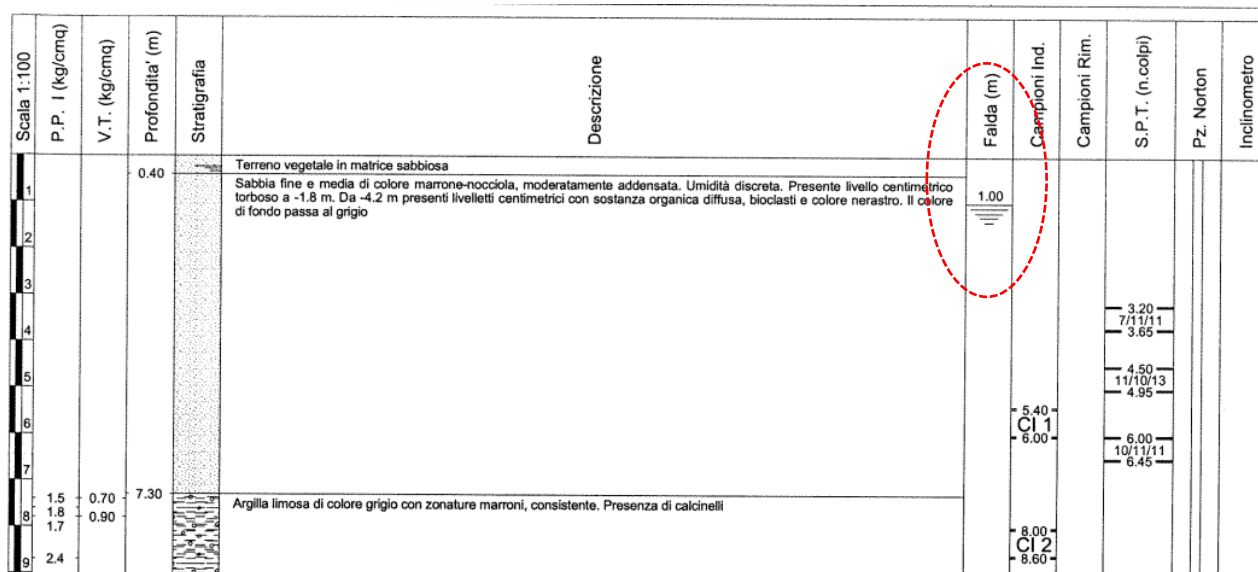 Scala 1:100
P.P. I (kg/cmq)
V.T. (kg/cmq)
Profondita' (m)
Stratigrafia
Descrizione
Falda (m)
Campioni Ind.
Campioni Rim.
S.P.T. (n.colpi)
Pz. Norton
Inclinometro
Terreno vegetale in matrice sabbiosa
0.40
Sabbia fine e media di colore marrone-nocciola, moderatamente addensata. Umidità discreta. Presente livello centimetrico
torboso a -1.8 m. Da -4.2 m presenti livelletti centimetrici con sostanza organica diffusa, bioclasti e colore nerastro. Il colore
di fondo passa al grigio
1.00
1
2
3
4
5
6
7
8
9
3.20
7/11/11
3.65
4.50
11/10/13
4.95
5.40
CI 1
6.00
6.00
10/11/11
6.45
7.30
1.5
0.70
1.8
0.90
1.7
2.4
Argilla limosa di colore grigio con zonature marroni, consistente. Presenza di calcinelli
8.00
CI 2
8.60